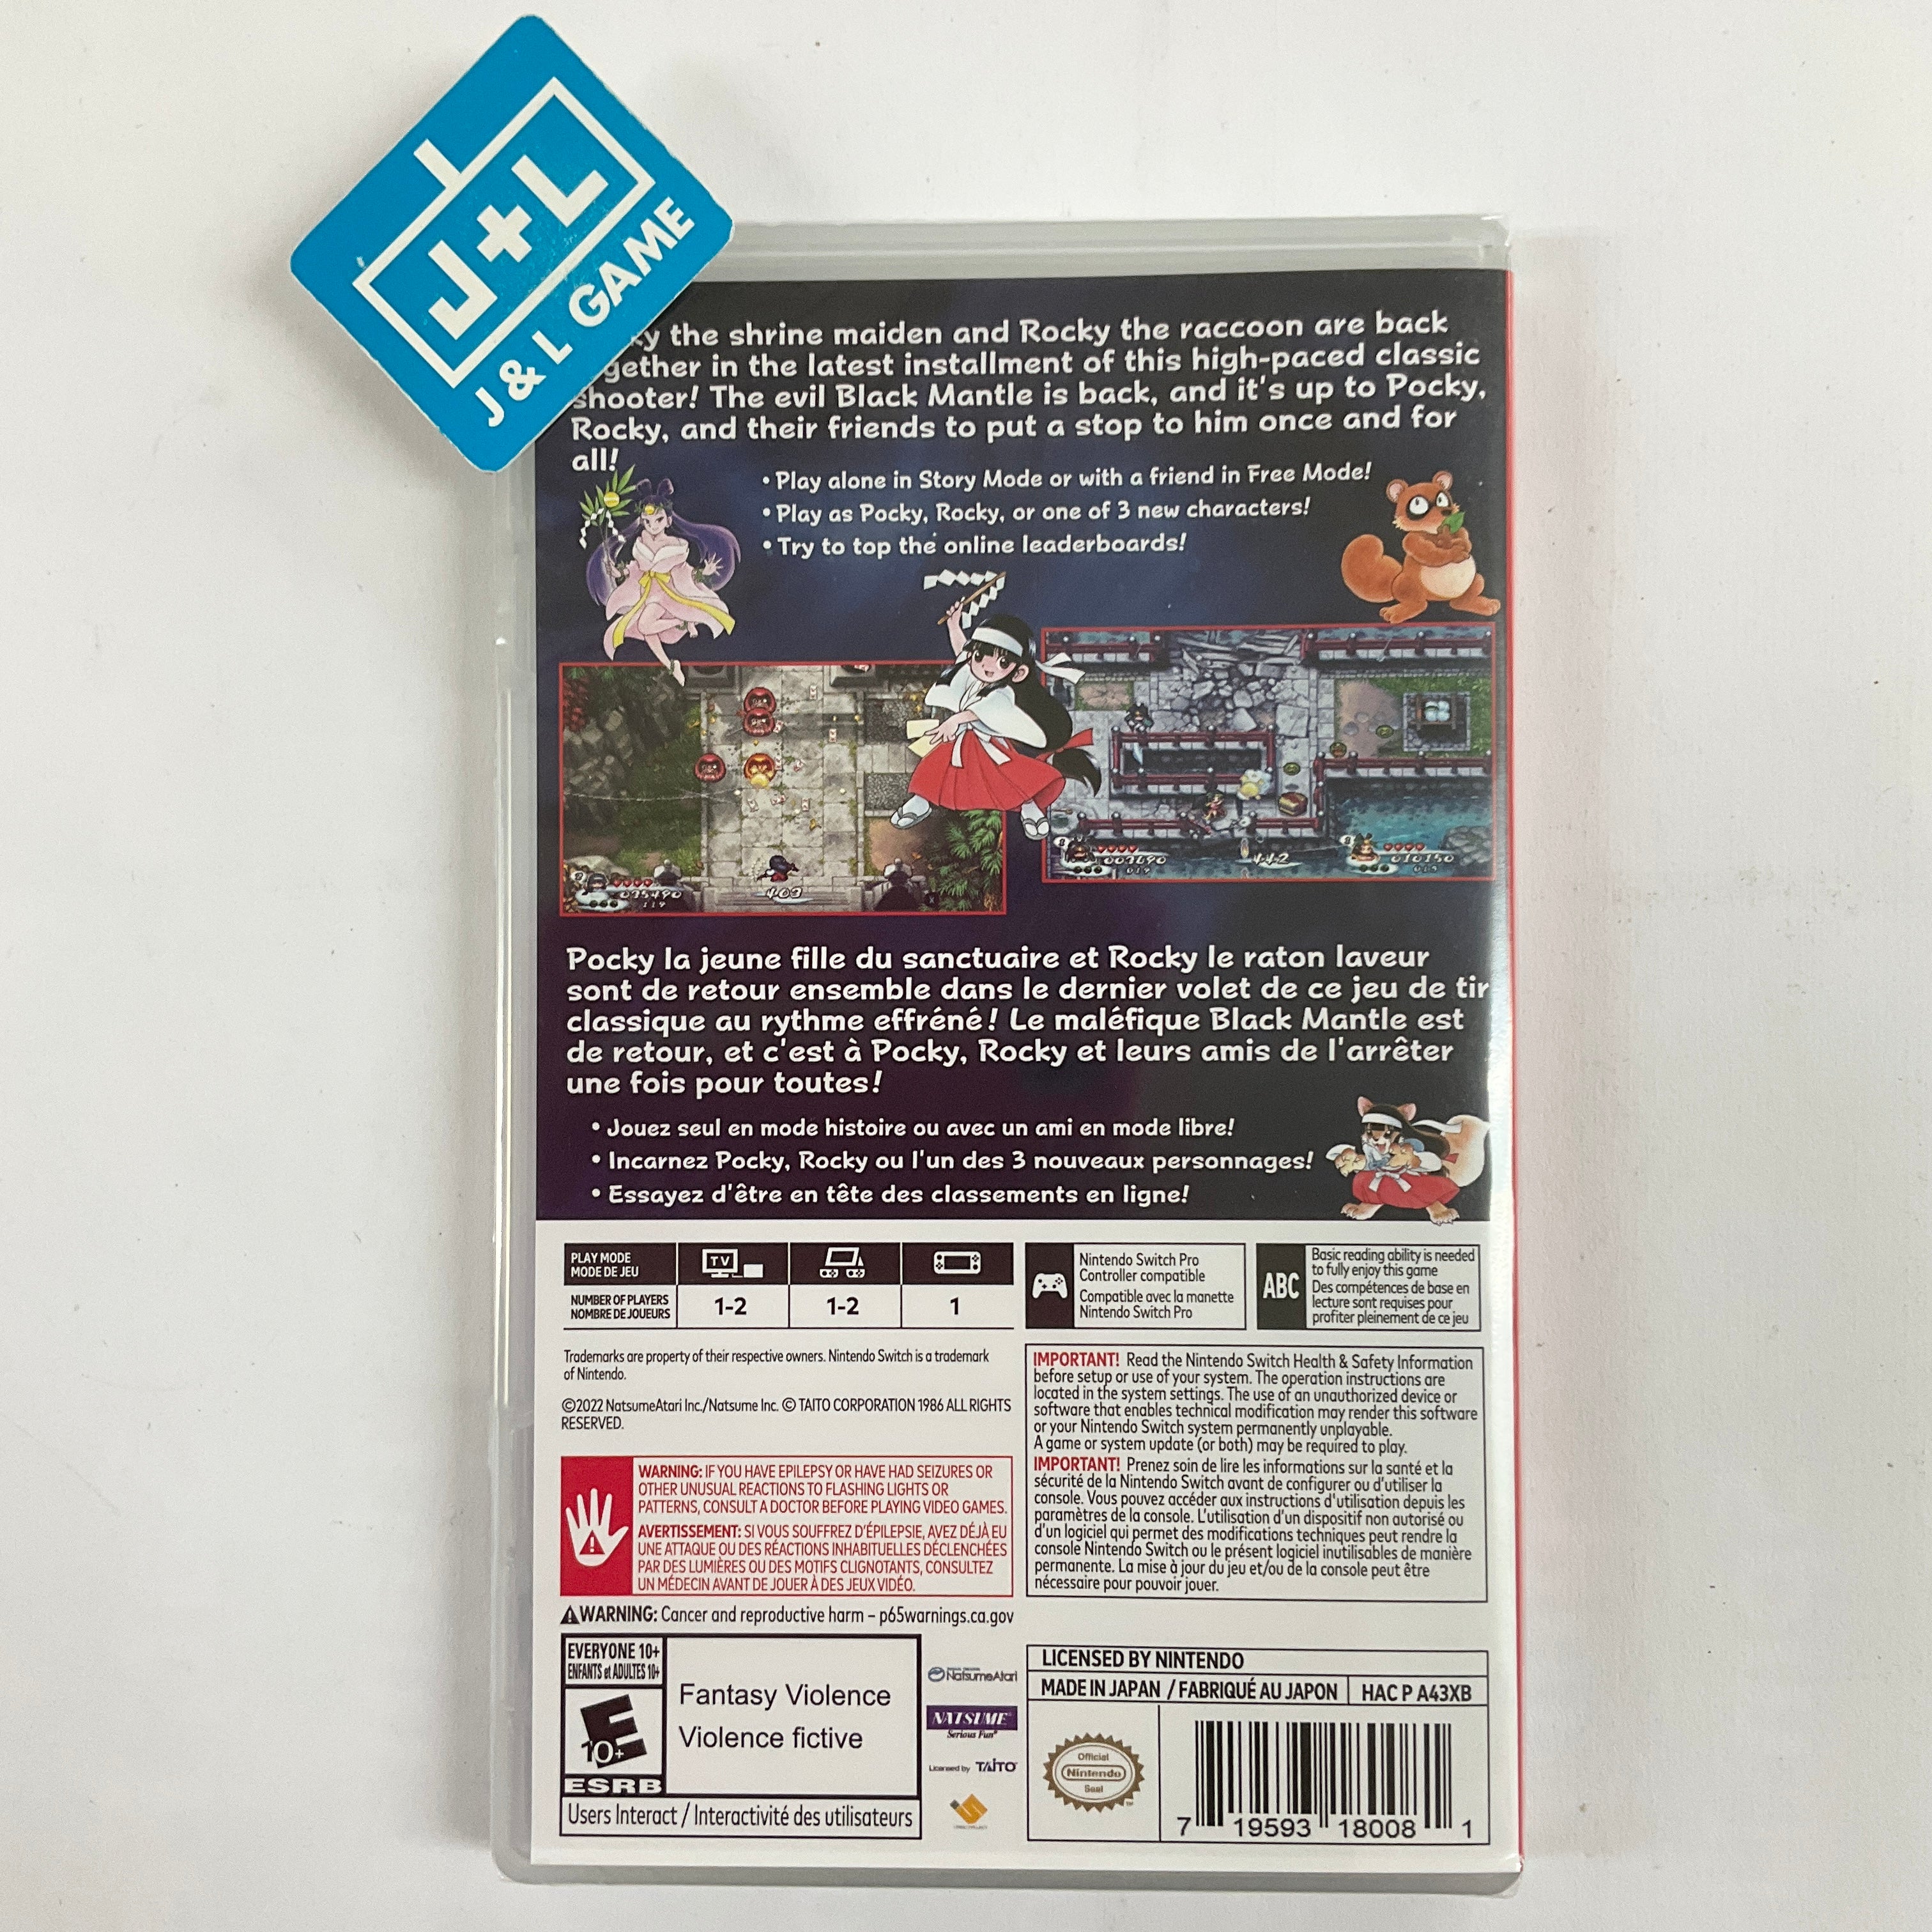 J+L
J & L GAME
the shrine maiden and Rocky the raccoon are back
together in the latest installment of this high-paced classic
shooter! The evil Black Mantle is back, and it's up to Pocky,
Rocky, and their friends to put a stop to him once and for
all!
• Play alone in Story Mode or with a friend in Free Mode!
• Play as Pocky, Rocky, or one of 3 new characters!
• Try to top the online leaderboards!
403
442
Pocky la jeune fille du sanctuaire et Rocky le raton laveur
sont de retour ensemble dans le dernier volet de ce jeu de tir
classique au rythme effréné! Le maléfique Black Mantle est
de retour, et c'est à Pocky, Rocky et leurs amis de l'arrêter
une fois pour toutes!
• Jouez seul en mode histoire ou avec un ami en mode libre!
• Incarnez Pocky, Rocky ou l'un des 3 nouveaux personnages!
• Essayez d'être en tête des classements en ligne!
PLAY MODE
MODE DE JEU
TV
NUMBER OF PLAYERS
NOMBRE DE JOUEURS
1-2
1-2
1
Nintendo Switch Pro
Controller compatible
Compatible avec la manette
Nintendo Switch Pro
ABC
Basic reading ability is needed
to fully enjoy this game
Des compétences de base en
lecture sont requises pour
profiter pleinement de ce jeu
Trademarks are property of their respective owners. Nintendo Switch is a trademark
of Nintendo.
©2022 NatsumeAtari Inc./Natsume Inc. © TAITO CORPORATION 1986 ALL RIGHTS
RESERVED.
WARNING: IF YOU HAVE EPILEPSY OR HAVE HAD SEIZURES OR
OTHER UNUSUAL REACTIONS TO FLASHING LIGHTS OR
PATTERNS, CONSULT A DOCTOR BEFORE PLAYING VIDEO GAMES.
AVERTISSEMENT: SI VOUS SOUFFREZ D'ÉPILEPSIE, AVEZ DÉJÀ EU
UNE ATTAQUE OU DES RÉACTIONS INHABITUELLES DÉCLENCHÉES
PAR DES LUMIÈRES OU DES MOTIFS CLIGNOTANTS, CONSULTEZ
UN MÉDECIN AVANT DE JOUER À DES JEUX VIDÉO.
WARNING: Cancer and reproductive harm – p65warnings.ca.gov
IMPORTANT! Read the Nintendo Switch Health & Safety Information
before setup or use of your system. The operation instructions are
located in the system settings. The use of an unauthorized device or
software that enables technical modification may render this software
or your Nintendo Switch system permanently unplayable.
A game or system update (or both) may be required to play.
IMPORTANT! Prenez soin de lire les informations sur la santé et la
sécurité de la Nintendo Switch avant de configurer ou d'utiliser la
console. Vous pouvez accéder aux instructions d'utilisation depuis les
paramètres de la console. L'utilisation d'un dispositif non autorisé ou
d'un logiciel qui permet des modifications techniques peut rendre la
console Nintendo Switch ou le présent logiciel inutilisables de manière
permanente. La mise à jour du jeu et/ou de la console peut être
nécessaire pour pouvoir jouer.
EVERYONE 10+
ENFANTS et ADULTES 10+
E
10+
ESRB
Fantasy Violence
Violence fictive
Users Interact / Interactivité des utilisateurs
NatsumeAtari
NATSUME
Serious Fun
Licensed by TAITO
LICENSED BY NINTENDO
MADE IN JAPAN / FABRIQUÉ AU JAPON
HAC P A43XB
Official
Nintendo
Seal
7 19593 18008 1